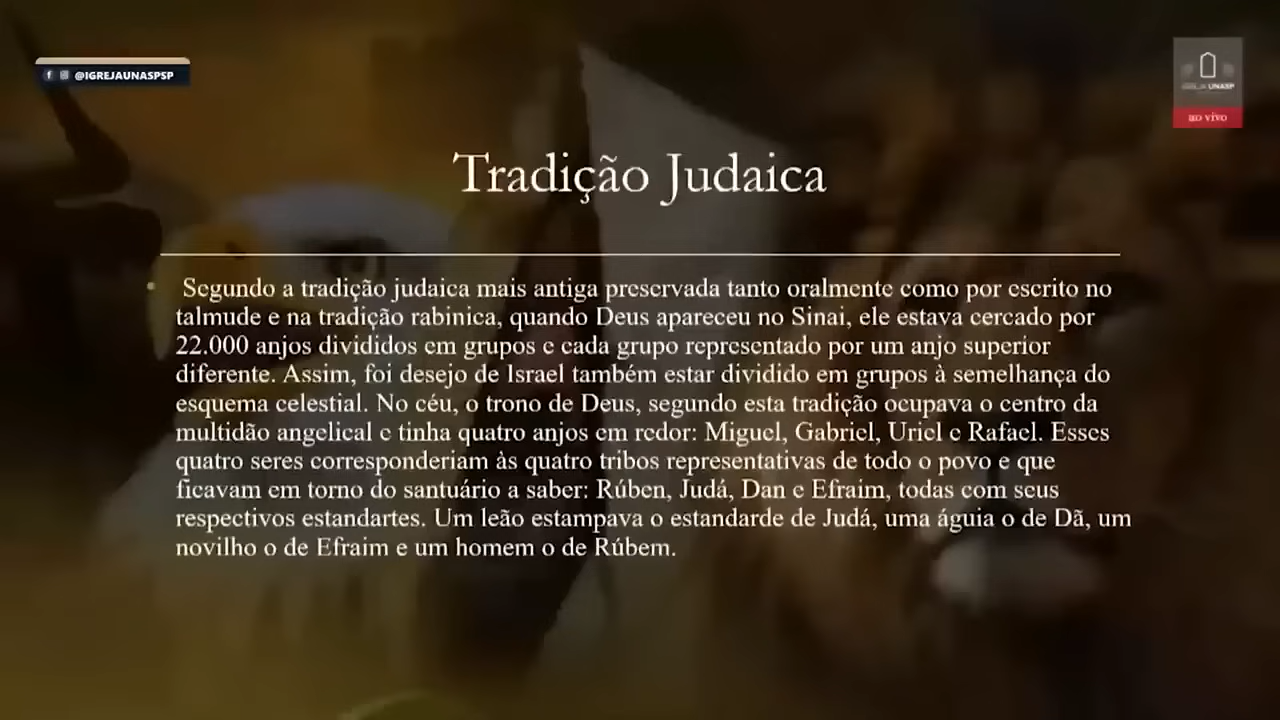 @IGREJAUNASPSP
IGREJA UNASP
ao vivo
Tradição Judaica
• Segundo a tradição judaica mais antiga preservada tanto oralmente como por escrito no
talmude e na tradição rabinica, quando Deus apareceu no Sinai, ele estava cercado por
22.000 anjos divididos em grupos e cada grupo representado por um anjo superior
diferente. Assim, foi desejo de Israel também estar dividido em grupos à semelhança do
esquema celestial. No céu, o trono de Deus, segundo esta tradição ocupava o centro da
multidão angelical e tinha quatro anjos em redor: Miguel, Gabriel, Uriel e Rafael. Esses
quatro seres corresponderiam às quatro tribos representativas de todo o povo e que
ficavam em torno do santuário a saber: Rúben, Judá, Dan e Efraim, todas com seus
respectivos estandartes. Um leão estampava o estandarde de Judá, uma águia o de Dã, um
novilho o de Efraim e um homem o de Rúbem.